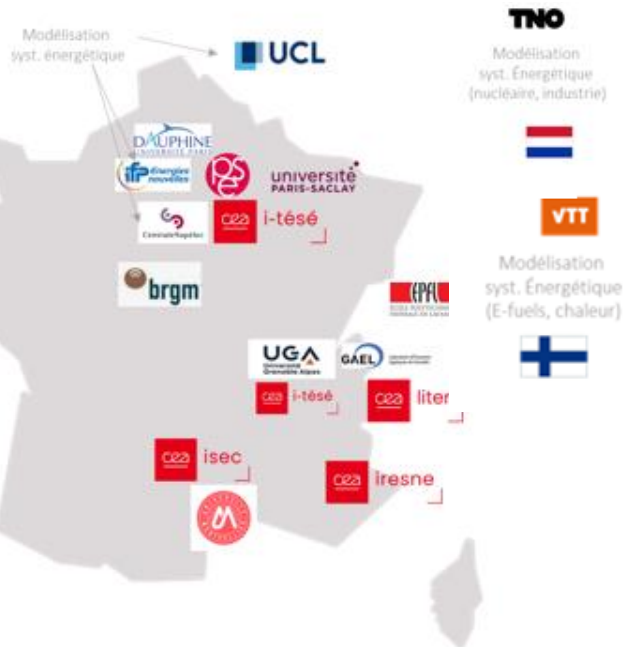 Modélisation
syst. énergétique
UCL
TNO
Modélisation
syst. Énergétique
(nucléaire, industrie)
DAUPHINE
UNIVERSITÉ PARIS
ifp Énergies
nouvelles
PSE
université
PARIS-SACLAY
CentraleSupélec
cea i-tésé
VTT
Modélisation
syst. Énergétique
(E-fuels, chaleur)
brgm
EPFL
UGA
Université
Grenoble Alpes
GAEL
cea i-tésé
cea liten
cea isec
cea iresne